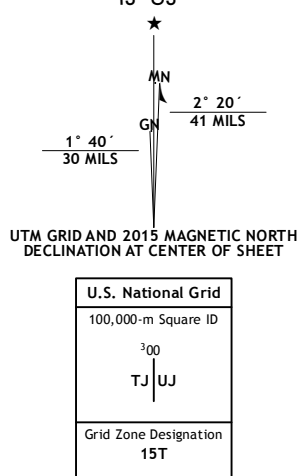 MN
2° 20´
41 MILS
GN
1° 40´
30 MILS
UTM GRID AND 2015 MAGNETIC NORTH
DECLINATION AT CENTER OF SHEET
U.S. National Grid
100,000-m Square ID
³00
TJ UJ
Grid Zone Designation
15T